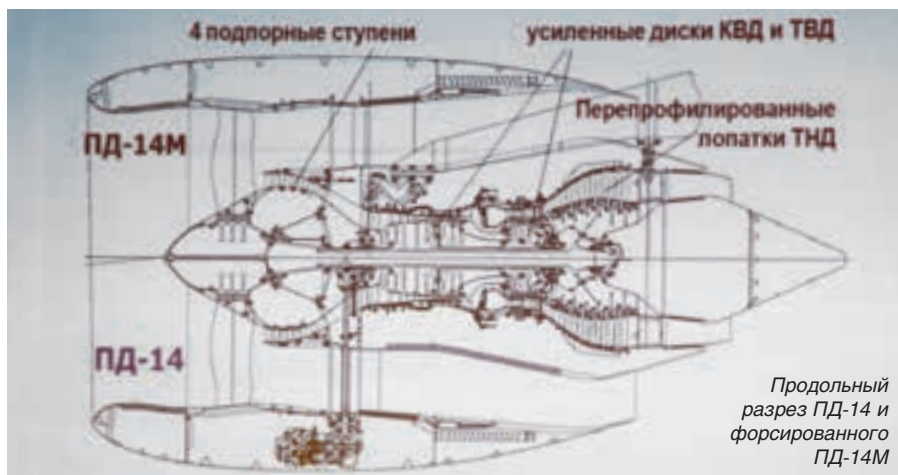 4 подпорные ступени
усиленные диски КВД и ТВД
Перепрофилированные
лопатки ТНД
ПД-14М
ПД-14
Продольный
разрез ПД-14 и
форсированного
ПД-14М